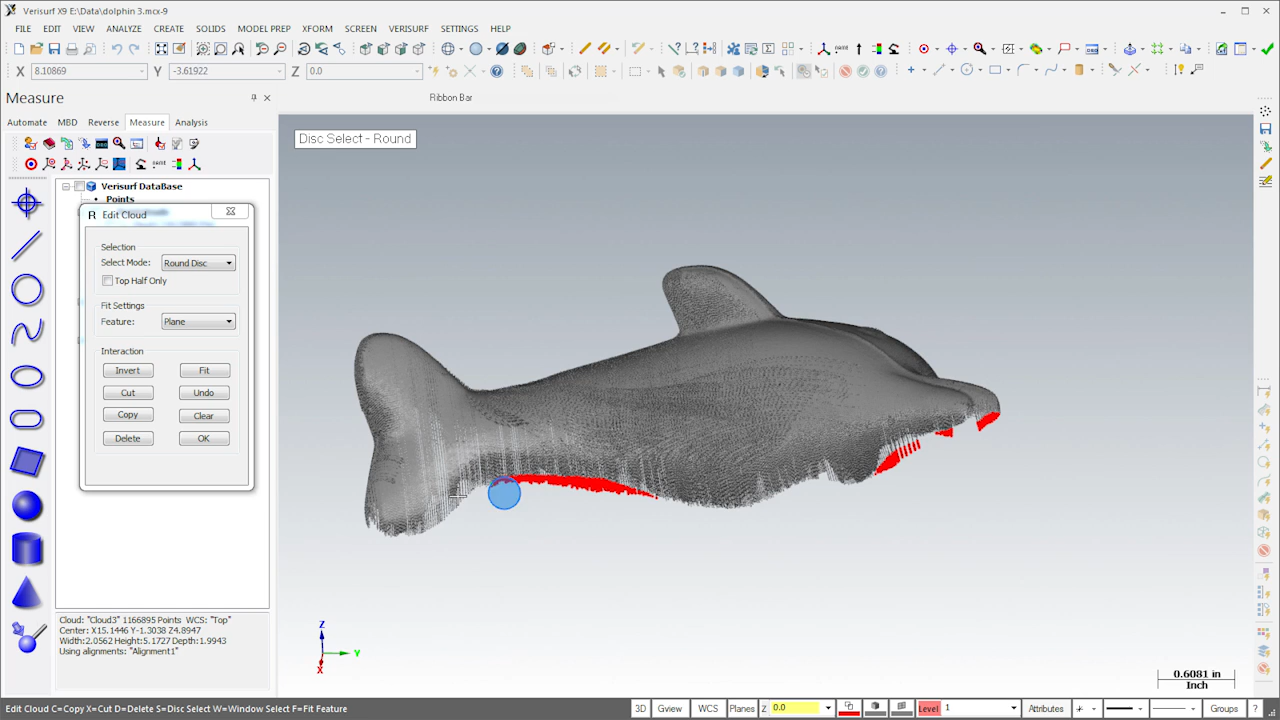 Verisurf X9 E:\Data\dolphin 3.mcx-9
FILE EDIT VIEW ANALYZE CREATE SOLIDS MODEL PREP XFORM SCREEN VERISURF SETTINGS HELP
X 8.10869 Y -3.61922 Z 0.0
Measure
Ribbon Bar
Automate MBD Reverse Measure Analysis
Disc Select - Round
Verisurf DataBase
Points
R Edit Cloud
Selection
Select Mode: Round Disc
Top Half Only
Fit Settings
Feature: Plane
Interaction
Invert Fit
Cut Undo
Copy Clear
Delete OK
Cloud: "Cloud3" 1166895 Points WCS: "Top"
Center: X15.1446 Y-1.3038 Z4.8947
Width:2.0562 Height:5.1727 Depth:1.9943
Using alignments: "Alignment1"
Z
Y
X
0.6081 in
Inch
Edit Cloud C=Copy X=Cut D=Delete S=Disc Select W=Window Select F=Fit Feature
3D Gview WCS Planes Z 0.0 Level 1 Attributes Groups ?